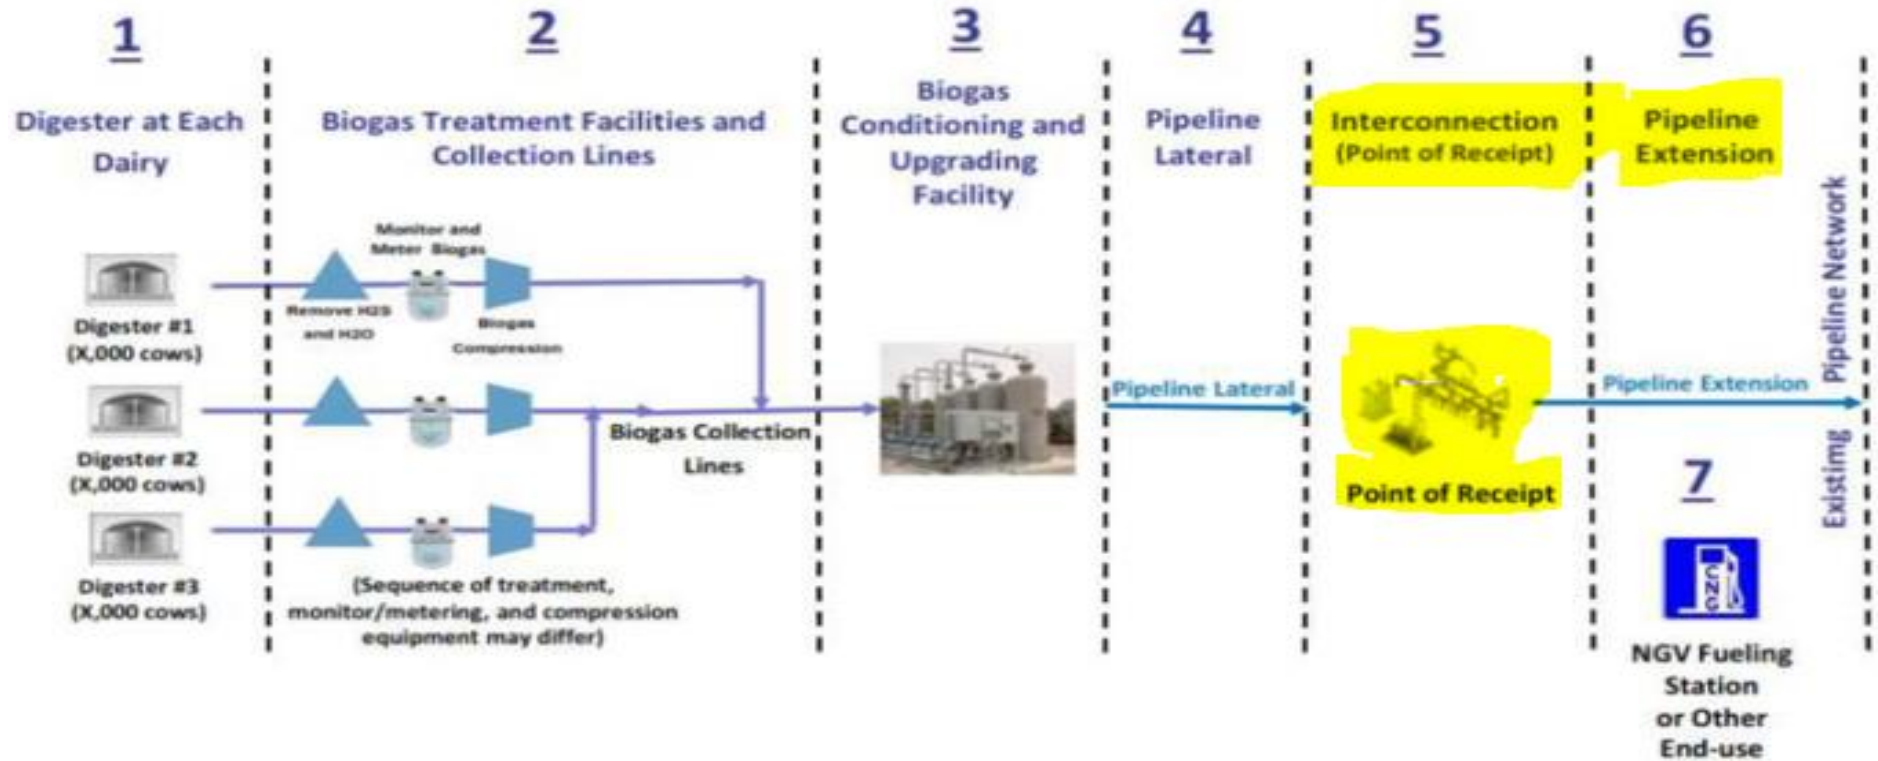 1
2
3
4
5
6
Digester at Each
Dairy
Biogas Treatment Facilities and
Collection Lines
Biogas
Conditioning and
Upgrading
Facility
Pipeline
Lateral
Interconnection
(Point of Receipt)
Pipeline
Extension
Monitor and
Meter Biogas
Remove H2S
and H2O
Biogas
Compression
Digester #1
(X,000 cows)
Digester #2
(X,000 cows)
Digester #3
(X,000 cows)
Biogas Collection
Lines
(Sequence of treatment,
monitor/metering, and compression
equipment may differ)
Pipeline Lateral
Point of Receipt
Pipeline Extension
Existimg Pipeline Network
7
NGV Fueling
Station
or Other
End-use